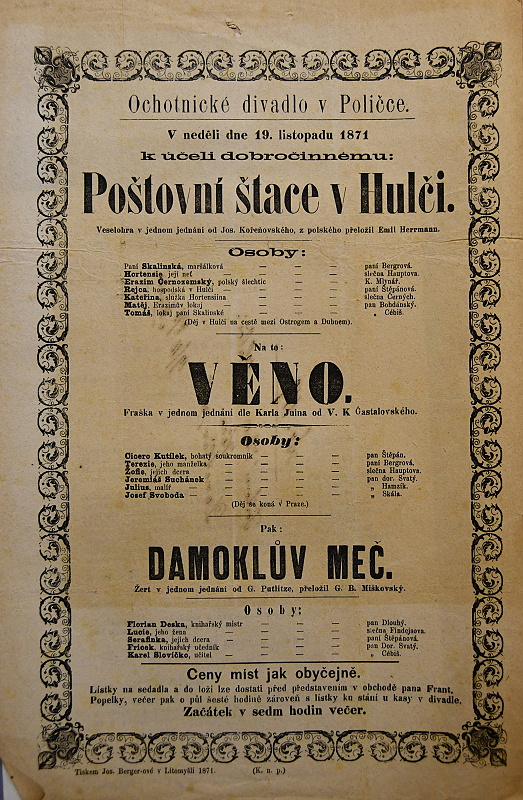 Ochotnické divadlo v Poličce.
V neděli dne 19. listopadu 1871
k účeli dobročinnému:
Poštovní štace v Hulči.
Veselohra v jednom jednání od Jos. Kořeňovského, z polského přeložil Emil Herrmann.
Osoby:
Paní Skalinská, maršálková — — — — paní Bergrová.
Hortensie, její neť — — — — slečna Hauptova.
Erazim Černozemský, polský šlechtic — — — K. Mlynář.
Rejca, hospodská v Hulči — — — — paní Štěpánová.
Kateřina, služka Hortensiina — — — — slečna Černých.
Matěj, Erazimův lokaj — — — — pan Bohdanský.
Tomáš, lokaj paní Skalinské — — — — „ Cébiš.
(Děj v Hulči na cestě mezi Ostrogem a Dubnem).
Na to:
VĚNO.
Fraška v jednom jednání dle Karla Juina od V. K Častalovského.
Osoby:
Cicero Kutílek, bohatý soukromník — — — pan Štěpán.
Terezie, jeho manželka — — — — paní Bergrová.
Žofie, jejich dcera — — — — slečna Hauptova.
Jeremiáš Suchánek — — — — pan dor. Svatý.
Julius, malíř — — — — — „ Hamzík.
Josef Svoboda — — — — — „ Skála.
(Děj se koná v Praze.)
Pak:
DAMOKLŮV MEČ.
Žert v jednom jednání od G. Putlitze, přeložil G. B. Miškovský.
Osoby:
Florian Deska, knihařský mistr — — — pan Dlouhý.
Lucie, jeho žena — — — — slečna Findejsova.
Serafinka, jejich dcera — — — — paní Štěpánová.
Fricek, knihařský učedník — — — — pan Dor. Svatý.
Karel Slovíčko, učitel — — — — „ Cébiš.
Ceny míst jak obyčejně.
Lístky na sedadla a do loží lze dostati před představením v obchodě pana Frant.
Popelky, večer pak o půl šesté hodině zároveň s lístky ku stání u kasy v divadle.
Začátek v sedm hodin večer.
Tiskem Jos. Berger-ové v Litomyšli 1871. (K. n. p.)